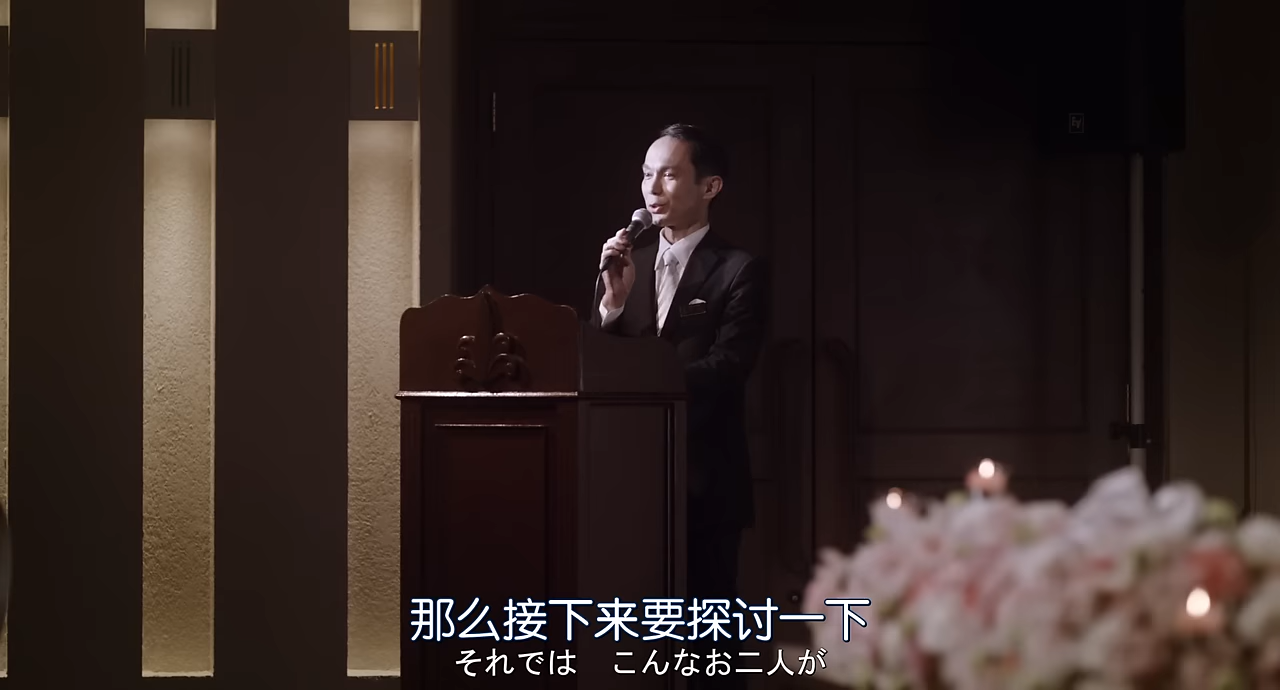 那么接下来要探讨一下
それでは こんなお二人が